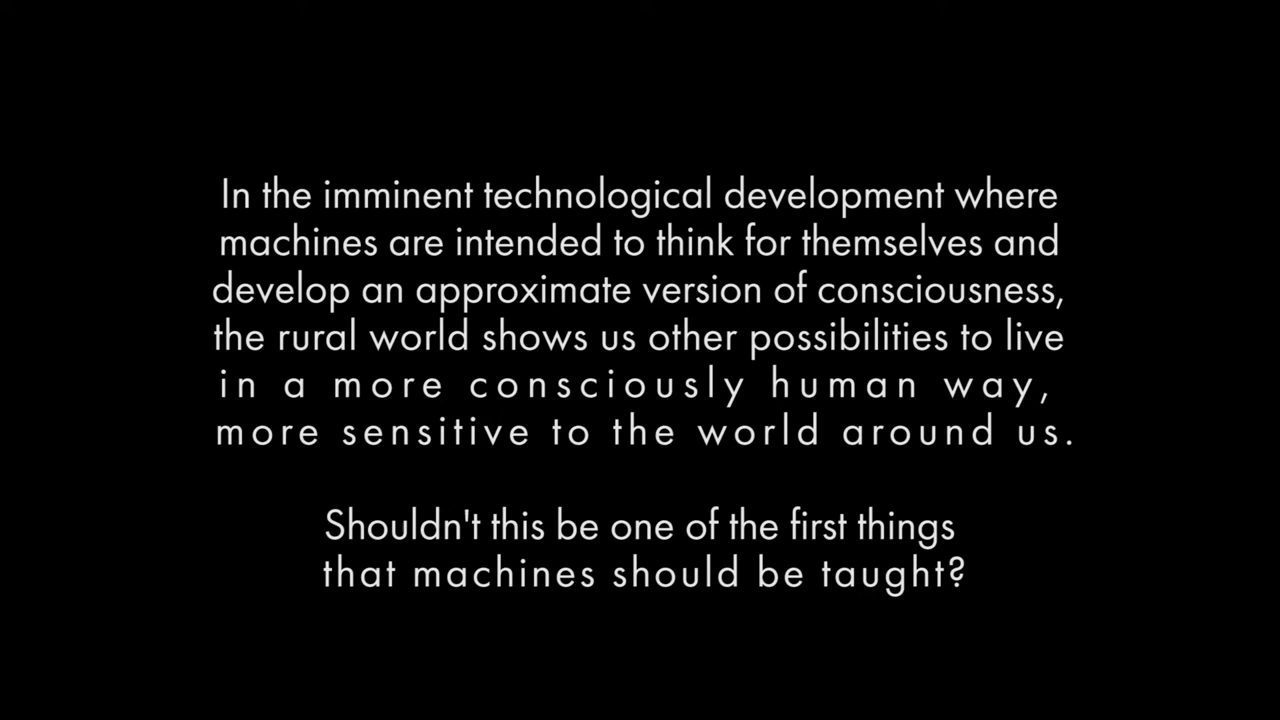 In the imminent technological development where
machines are intended to think for themselves and
develop an approximate version of consciousness,
the rural world shows us other possibilities to live
in a more consciously human way,
more sensitive to the world around us.
Shouldn't this be one of the first things
that machines should be taught?